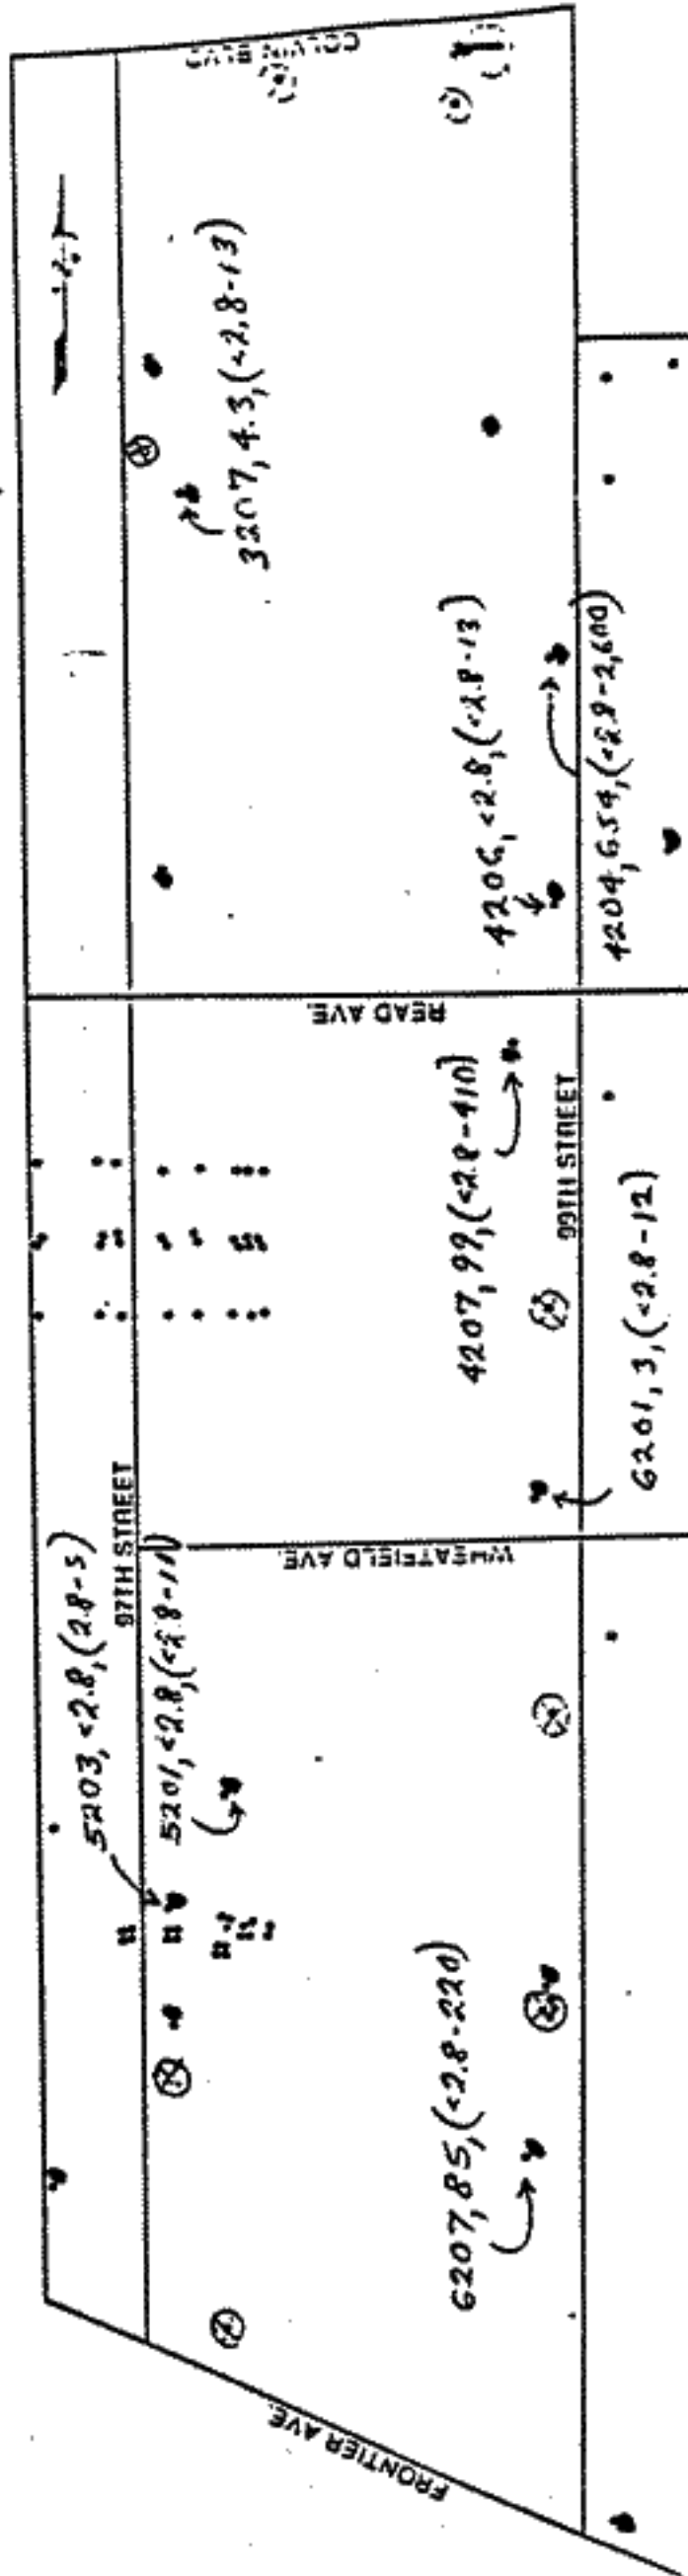 COLVIN BLVD
3207, 4.3, (<2.8-13)
4206, <2.8, (<2.8-13)
4204, 654, (<2.8-2,600)
READ AVE.
4207, 99, (<2.8-410)
99TH STREET
6201, 3, (<2.8-12)
97TH STREET
WHEATFIELD AVE.
5203, <2.8, (2.8-5)
5201, <2.8, (<2.8-11)
6207, 85, (<2.8-220)
FRONTIER AVE.